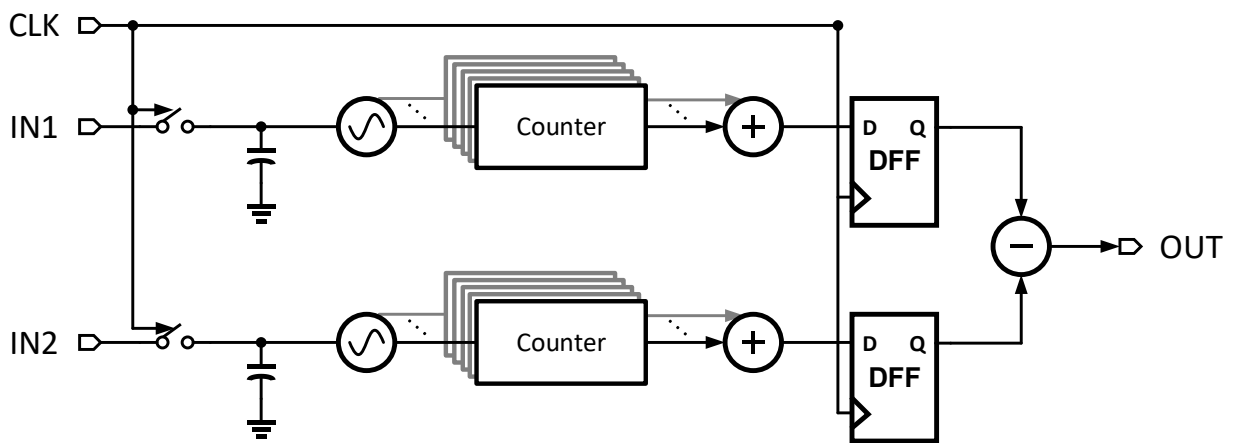 CLK
IN1
Counter
D Q
DFF
OUT
IN2
Counter
D Q
DFF